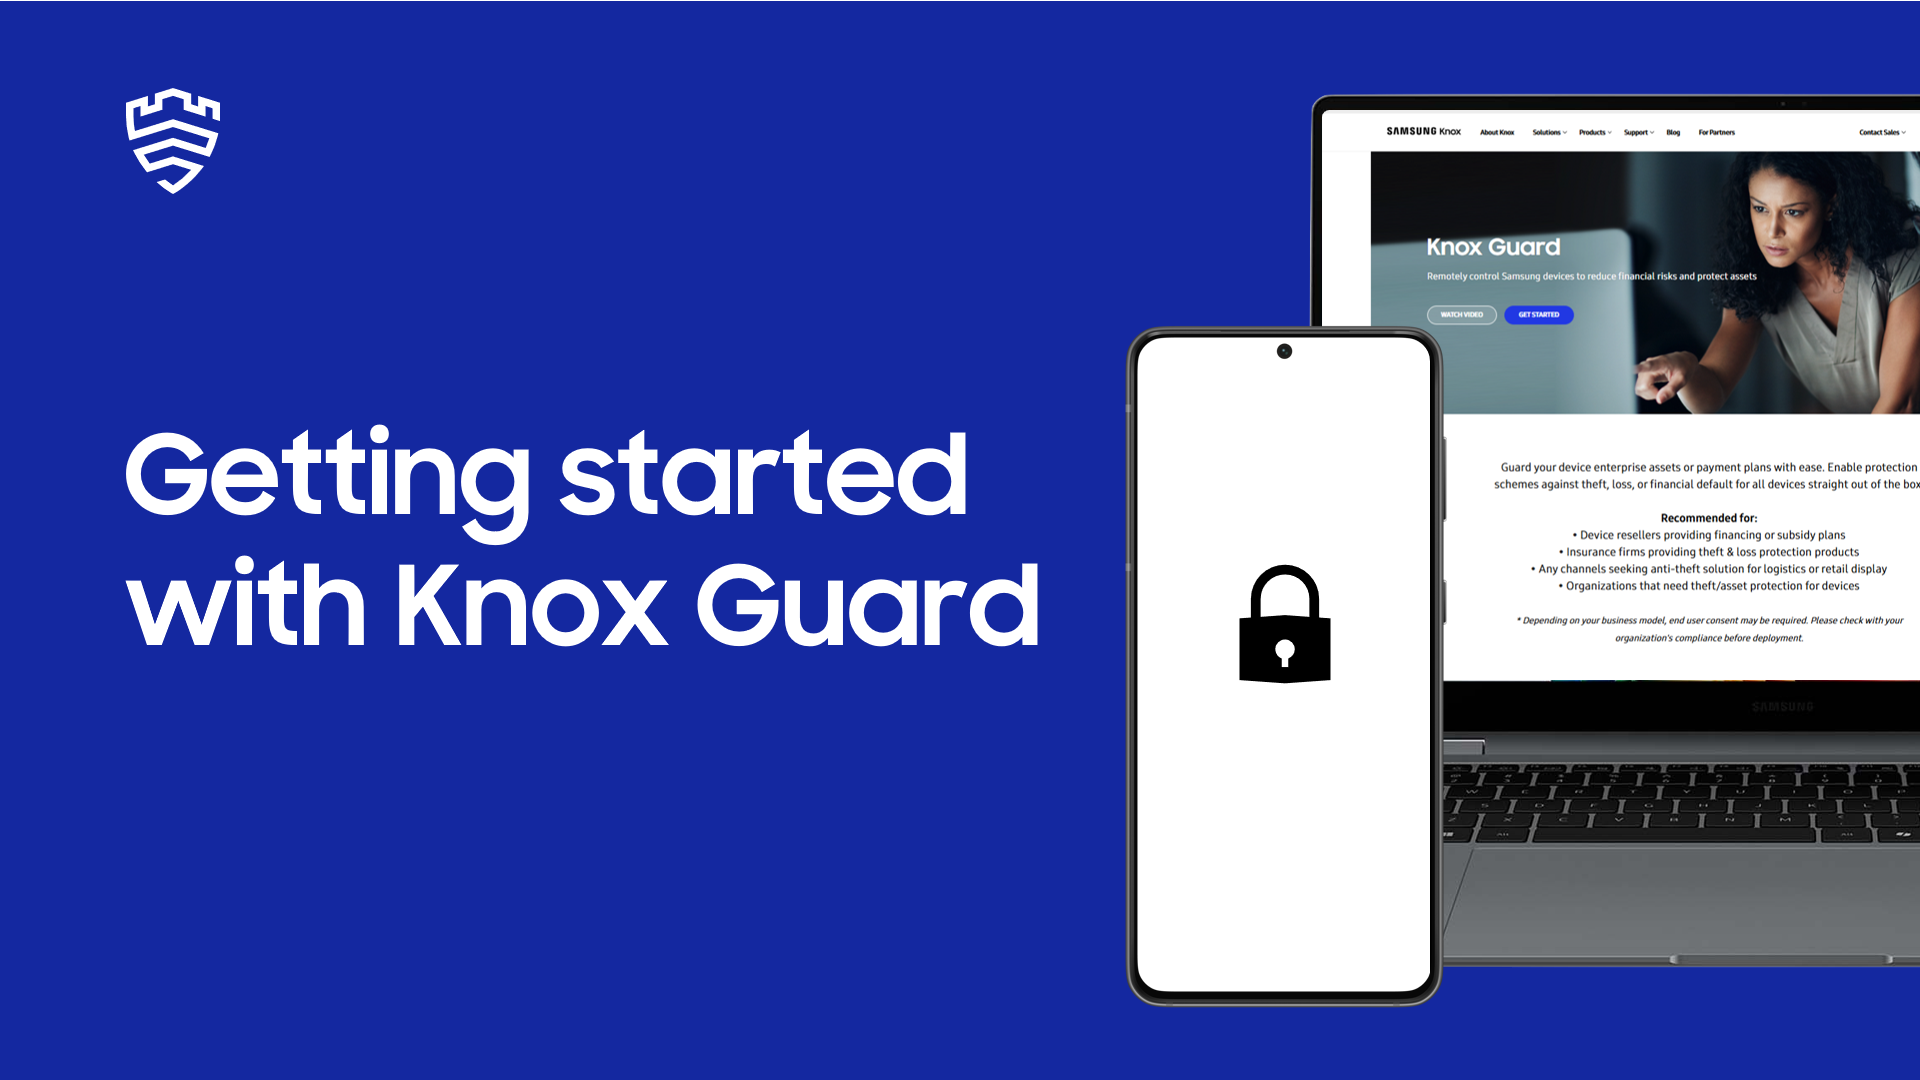 Getting started
with Knox Guard
SAMSUNG Knox About Knox Solutions Products Support Blog For Partners Contact Sales
Knox Guard
Remotely control Samsung devices to reduce financial risks and protect assets
WATCH VIDEO GET STARTED
Guard your device enterprise assets or payment plans with ease. Enable protection
schemes against theft, loss, or financial default for all devices straight out of the box
Recommended for:
• Device resellers providing financing or subsidy plans
• Insurance firms providing theft & loss protection products
• Any channels seeking anti-theft solution for logistics or retail display
• Organizations that need theft/asset protection for devices
* Depending on your business model, end user consent may be required. Please check with your
organization's compliance before deployment.
SAMSUNG